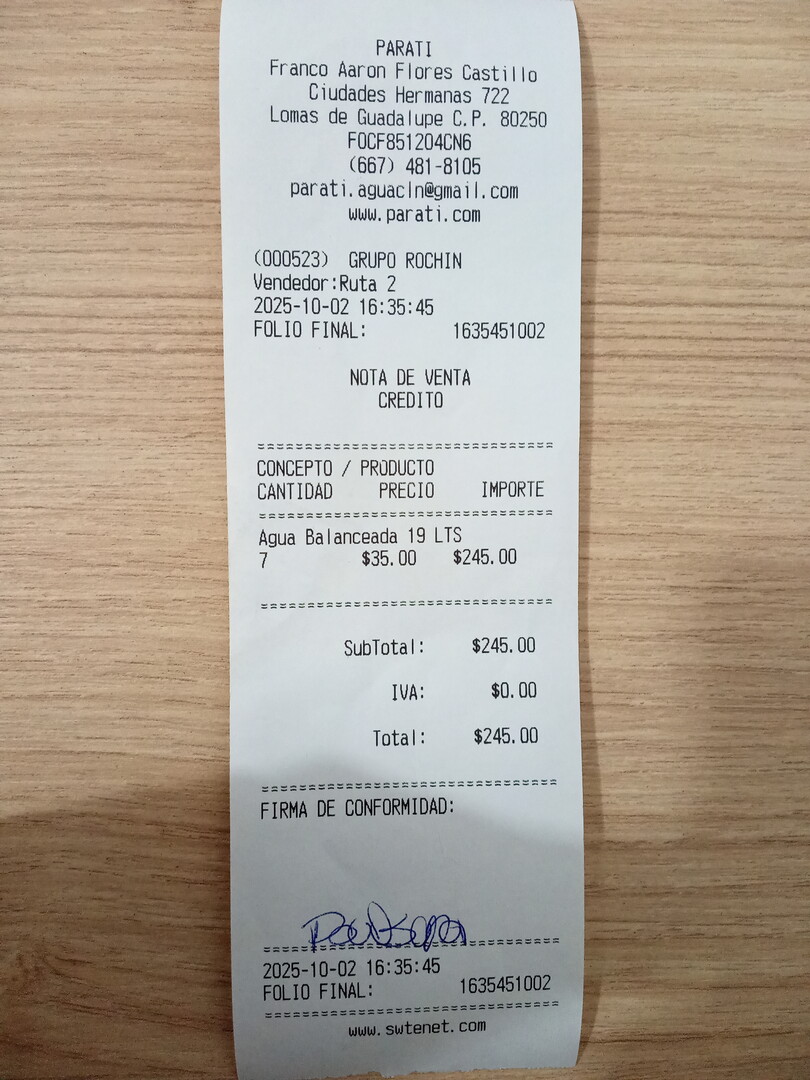 PARATI
Franco Aaron Flores Castillo
Ciudades Hermanas 722
Lomas de Guadalupe C.P. 80250
FOCF851204CN6
(667) 481-8105
parati.aguacln@gmail.com
www.parati.com
(000523) GRUPO ROCHIN
Vendedor:Ruta 2
2025-10-02 16:35:45
FOLIO FINAL: 1635451002
NOTA DE VENTA
CREDITO
CONCEPTO / PRODUCTO
CANTIDAD PRECIO IMPORTE
Agua Balanceada 19 LTS
7 $35.00 $245.00
SubTotal: $245.00
IVA: $0.00
Total: $245.00
FIRMA DE CONFORMIDAD:
2025-10-02 16:35:45
FOLIO FINAL: 1635451002
www.swtenet.com